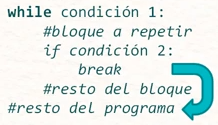 while condición 1:
#bloque a repetir
if condición 2:
break
#resto del bloque
#resto del programa